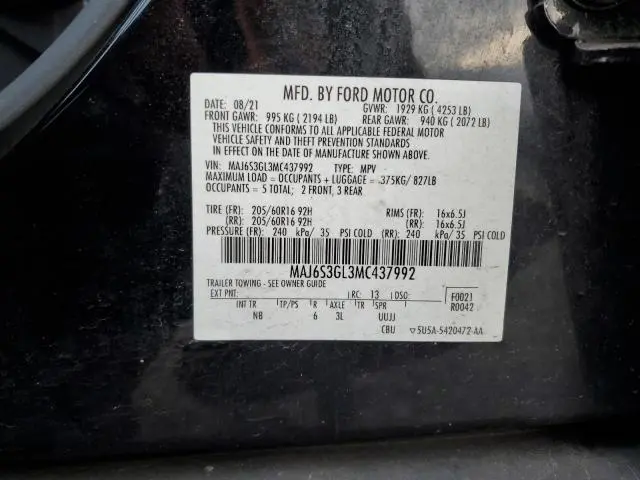 MFD. BY FORD MOTOR CO.
DATE: 08/21 GVWR: 1929 KG ( 4253 LB)
FRONT GAWR: 995 KG ( 2194 LB) REAR GAWR: 940 KG ( 2072 LB)
THIS VEHICLE CONFORMS TO ALL APPLICABLE FEDERAL MOTOR
VEHICLE SAFETY AND THEFT PREVENTION STANDARDS
IN EFFECT ON THE DATE OF MANUFACTURE SHOWN ABOVE.
VIN: MAJ6S3GL3MC437992 TYPE: MPV
MAXIMUM LOAD = OCCUPANTS + LUGGAGE = 375KG/ 827LB
OCCUPANTS = 5 TOTAL; 2 FRONT, 3 REAR
TIRE (FR): 205/60R16 92H RIMS (FR): 16x6.5J
(RR): 205/60R16 92H (RR): 16x6.5J
PRESSURE (FR): 240 kPa/ 35 PSI COLD (RR): 240 kPa/ 35 PSI COLD
MAJ6S3GL3MC437992
TRAILER TOWING - SEE OWNER GUIDE
EXT PNT: RC: 13 DSO: F0021
INT TR TP/PS R AXLE TR SPR R0042
NB 6 3L UUJJ
CBU ▽5U5A-5420472-AA